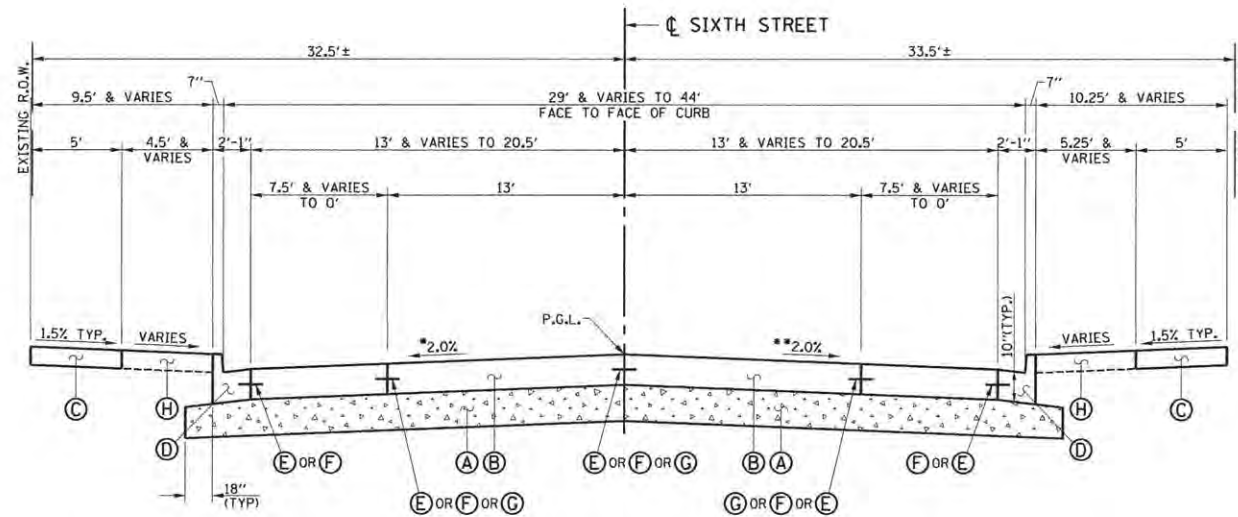 ℄ SIXTH STREET
32.5'± 33.5'±
EXISTING R.O.W.
7" 7"
9.5' & VARIES 29' & VARIES TO 44' 10.25' & VARIES
FACE TO FACE OF CURB
5' 4.5' & 2'-1" 13' & VARIES TO 20.5' 13' & VARIES TO 20.5' 2'-1" 5.25' & 5'
VARIES VARIES
7.5' & VARIES 13' 13' 7.5' & VARIES
TO 0' TO 0'
P.G.L.
1.5% TYP. VARIES *2.0% **2.0% 10"(TYP.) VARIES 1.5% TYP.
C H H C
D E OR F A B E OR F OR G B A F OR E D
18" E OR F OR G G OR F OR E
(TYP)